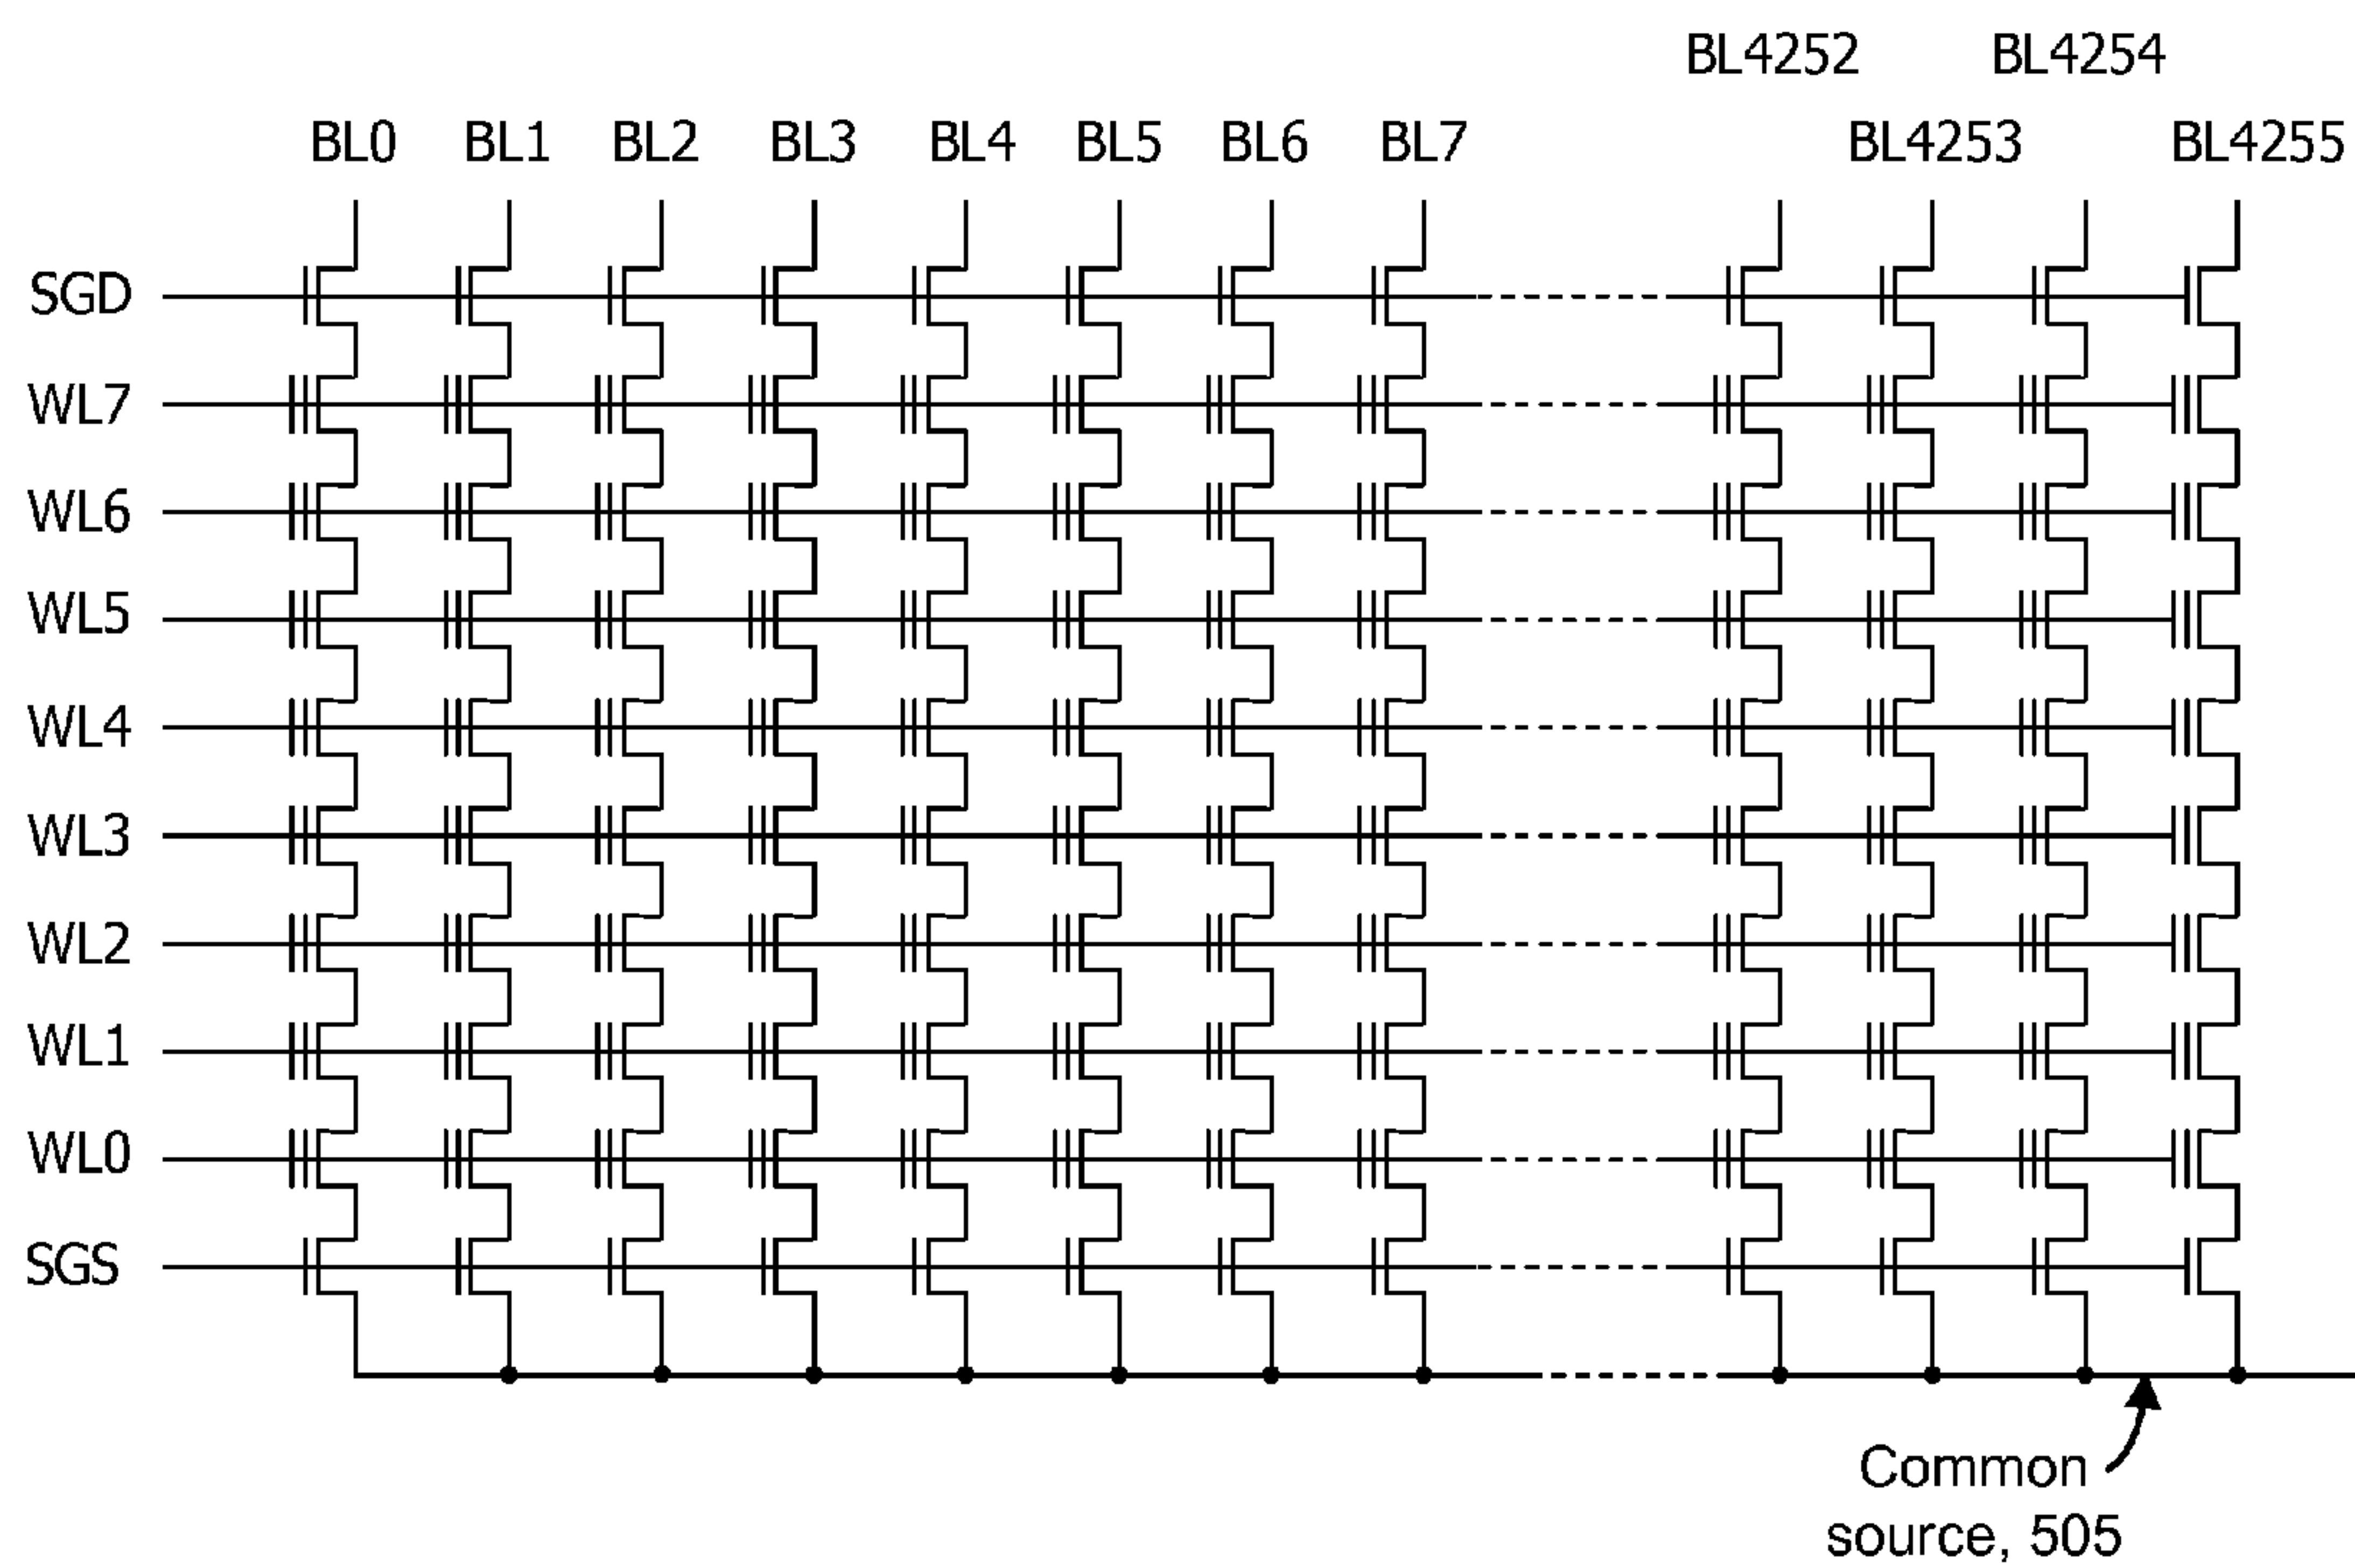 BL4252 BL4254
BL0 BL1 BL2 BL3 BL4 BL5 BL6 BL7 BL4253 BL4255
SGD
WL7
WL6
WL5
WL4
WL3
WL2
WL1
WL0
SGS
Common
source, 505